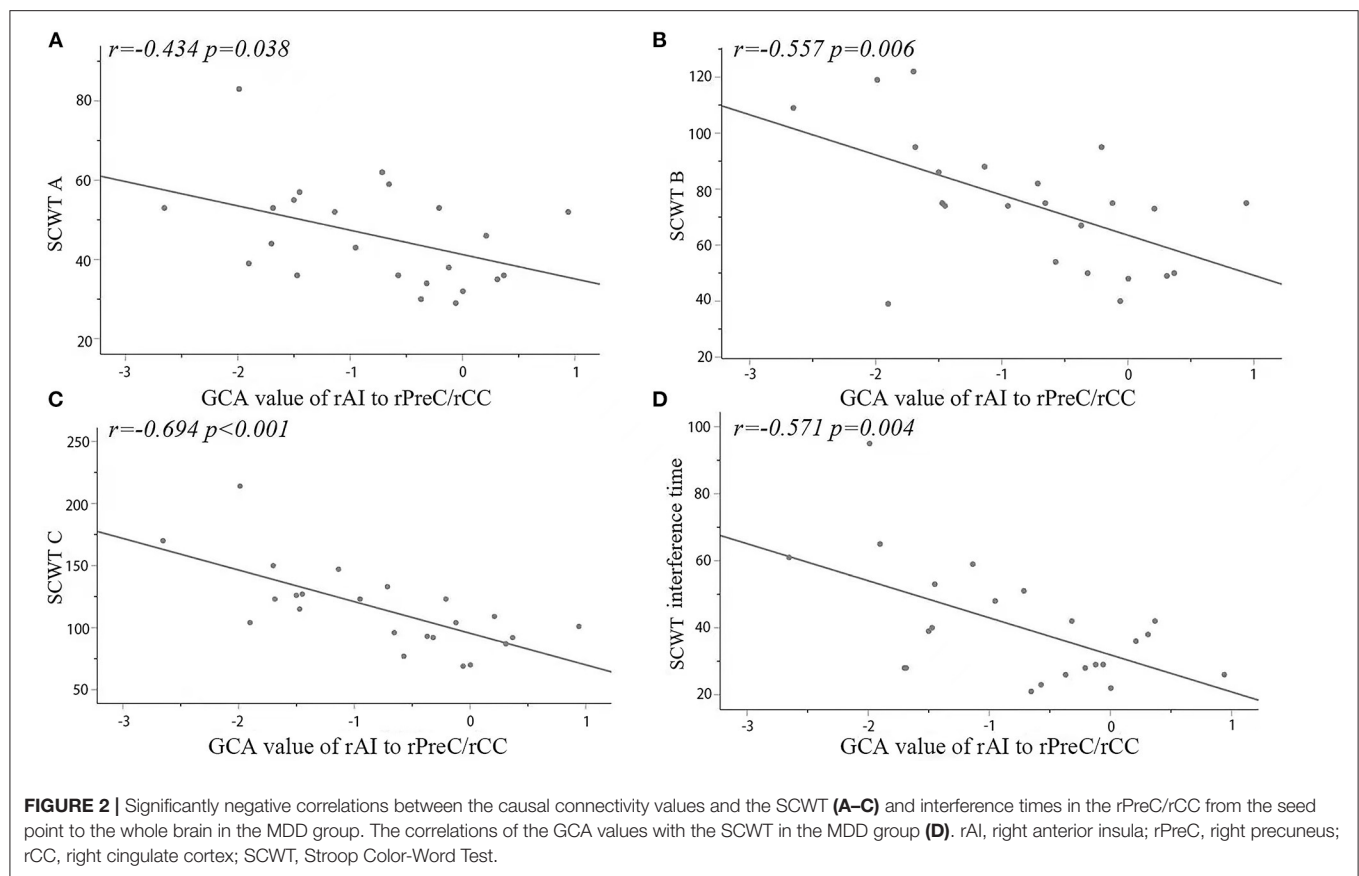 A
r=-0.434 p=0.038
80
60
40
20
SCWT A
-3 -2 -1 0 1
GCA value of rAI to rPreC/rCC
B
r=-0.557 p=0.006
120
100
80
60
40
20
SCWT B
-3 -2 -1 0 1
GCA value of rAI to rPreC/rCC
C
r=-0.694 p<0.001
250
200
150
100
50
SCWT C
-3 -2 -1 0 1
GCA value of rAI to rPreC/rCC
D
r=-0.571 p=0.004
100
80
60
40
20
SCWT interference time
-3 -2 -1 0 1
GCA value of rAI to rPreC/rCC
FIGURE 2 | Significantly negative correlations between the causal connectivity values and the SCWT (A–C) and interference times in the rPreC/rCC from the seed
point to the whole brain in the MDD group. The correlations of the GCA values with the SCWT in the MDD group (D). rAI, right anterior insula; rPreC, right precuneus;
rCC, right cingulate cortex; SCWT, Stroop Color-Word Test.